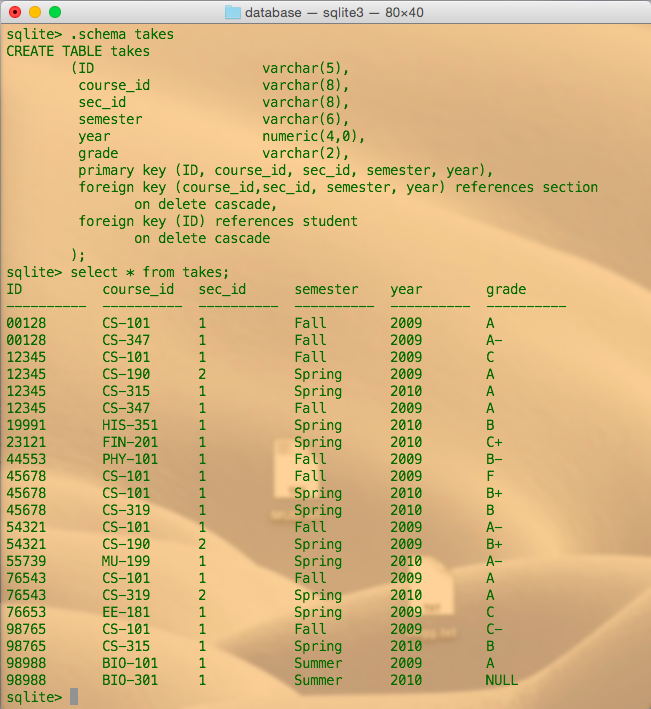 database — sqlite3 — 80×40
sqlite> .schema takes
CREATE TABLE takes
        (ID                     varchar(5),
         course_id              varchar(8),
         sec_id                 varchar(8),
         semester               varchar(6),
         year                   numeric(4,0),
         grade                  varchar(2),
         primary key (ID, course_id, sec_id, semester, year),
         foreign key (course_id,sec_id, semester, year) references section
                on delete cascade,
         foreign key (ID) references student
                on delete cascade
        );
sqlite> select * from takes;
ID          course_id   sec_id      semester    year        grade
----------  ----------  ----------  ----------  ----------  ----------
00128       CS-101      1           Fall        2009        A
00128       CS-347      1           Fall        2009        A-
12345       CS-101      1           Fall        2009        C
12345       CS-190      2           Spring      2009        A
12345       CS-315      1           Spring      2010        A
12345       CS-347      1           Fall        2009        A
19991       HIS-351     1           Spring      2010        B
23121       FIN-201     1           Spring      2010        C+
44553       PHY-101     1           Fall        2009        B-
45678       CS-101      1           Fall        2009        F
45678       CS-101      1           Spring      2010        B+
45678       CS-319      1           Spring      2010        B
54321       CS-101      1           Fall        2009        A-
54321       CS-190      2           Spring      2009        B+
55739       MU-199      1           Spring      2010        A-
76543       CS-101      1           Fall        2009        A
76543       CS-319      2           Spring      2010        A
76653       EE-181      1           Spring      2009        C
98765       CS-101      1           Fall        2009        C-
98765       CS-315      1           Spring      2010        B
98988       BIO-101     1           Summer      2009        A
98988       BIO-301     1           Summer      2010        NULL
sqlite>